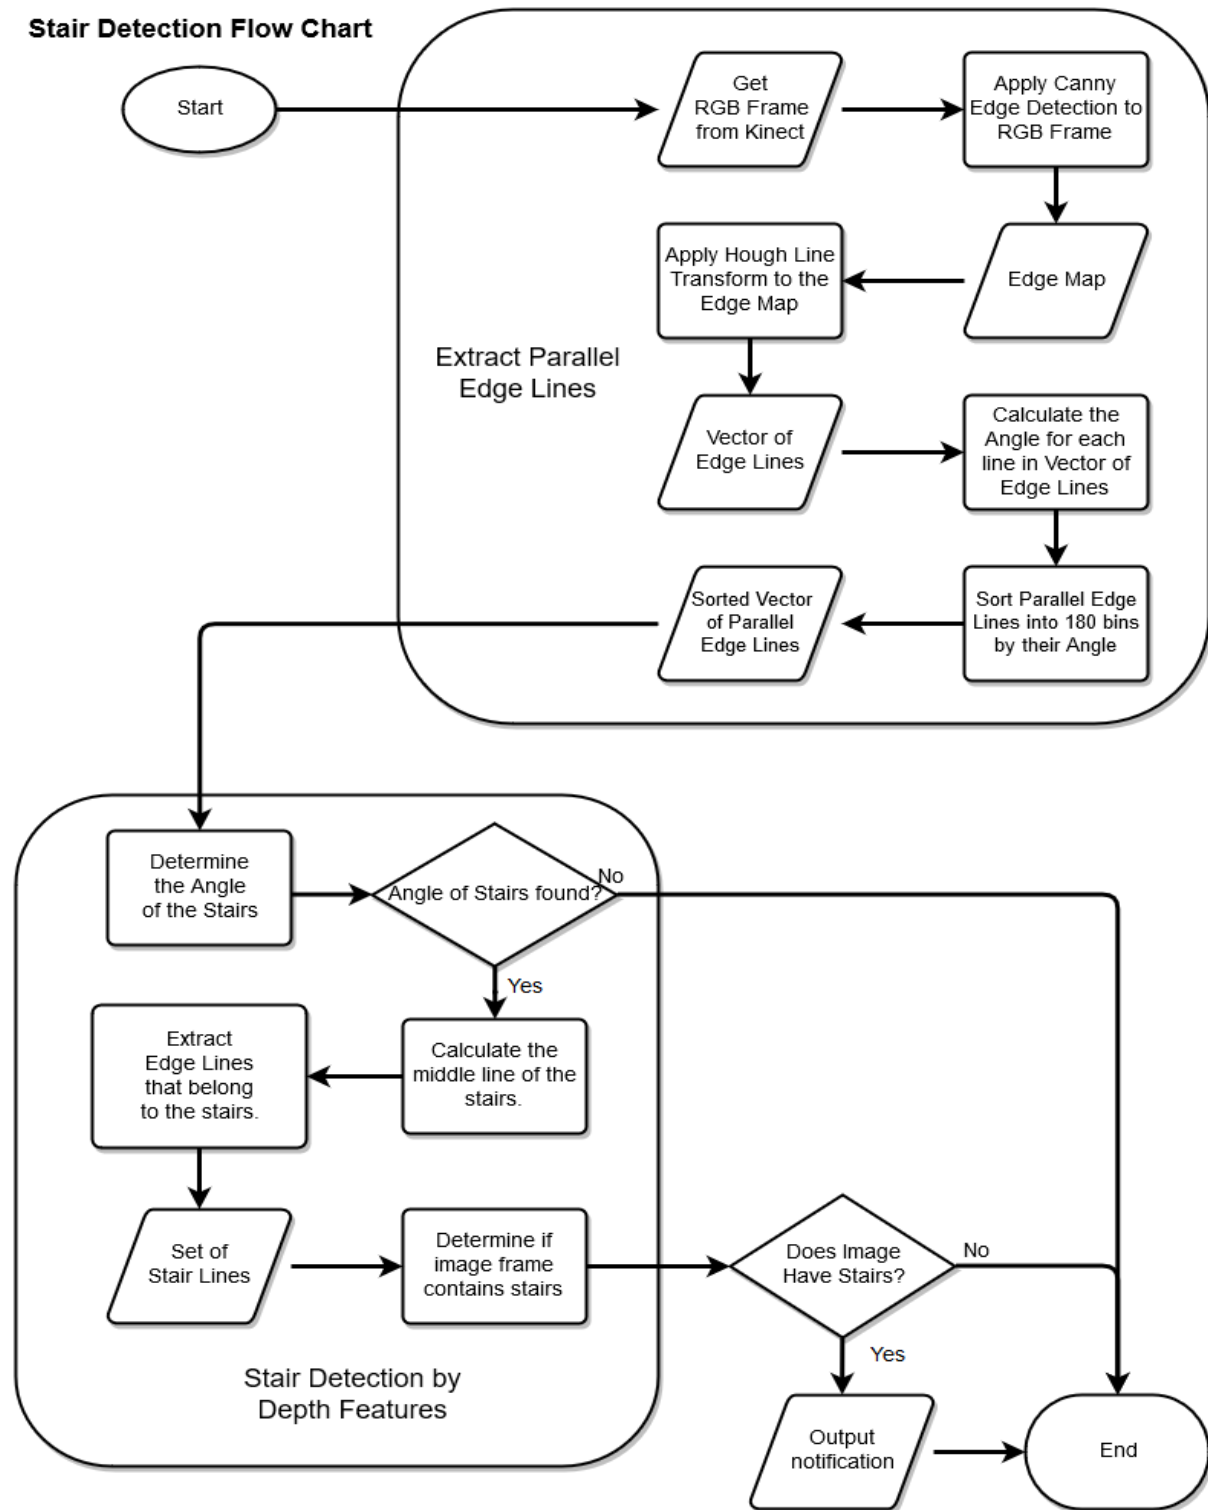 Stair Detection Flow Chart
Start
Get
RGB Frame
from Kinect
Apply Canny
Edge Detection to
RGB Frame
Apply Hough Line
Transform to the
Edge Map
Edge Map
Extract Parallel
Edge Lines
Vector of
Edge Lines
Calculate the
Angle for each
line in Vector of
Edge Lines
Sorted Vector
of Parallel
Edge Lines
Sort Parallel Edge
Lines into 180 bins
by their Angle
Determine
the Angle
of the Stairs
Angle of Stairs found?
No
Yes
Extract
Edge Lines
that belong
to the stairs.
Calculate the
middle line of the
stairs.
Set of
Stair Lines
Determine if
image frame
contains stairs
Does Image
Have Stairs?
No
Yes
Stair Detection by
Depth Features
Output
notification
End